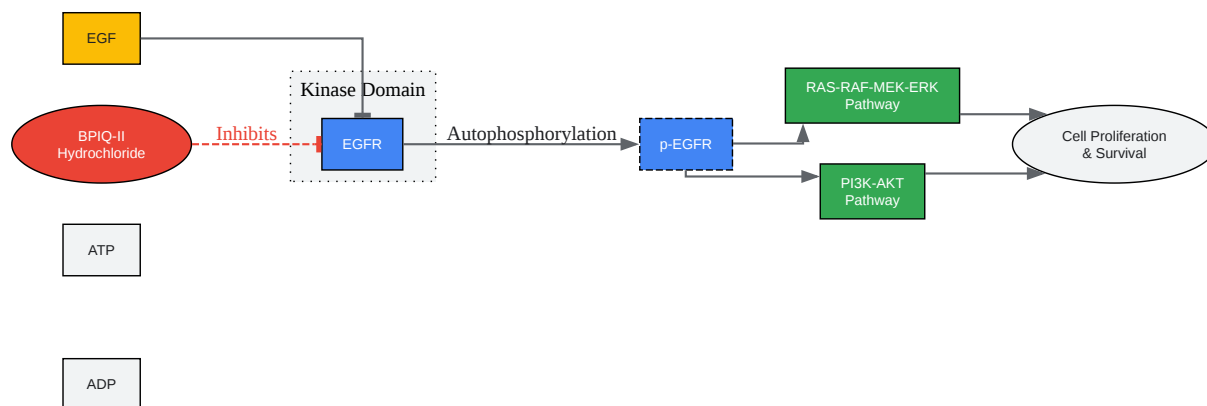 EGF
Kinase Domain
BPIQ-II
Hydrochloride
Inhibits
EGFR
Autophosphorylation
p-EGFR
RAS-RAF-MEK-ERK
Pathway
PI3K-AKT
Pathway
Cell Proliferation
& Survival
ATP
ADP